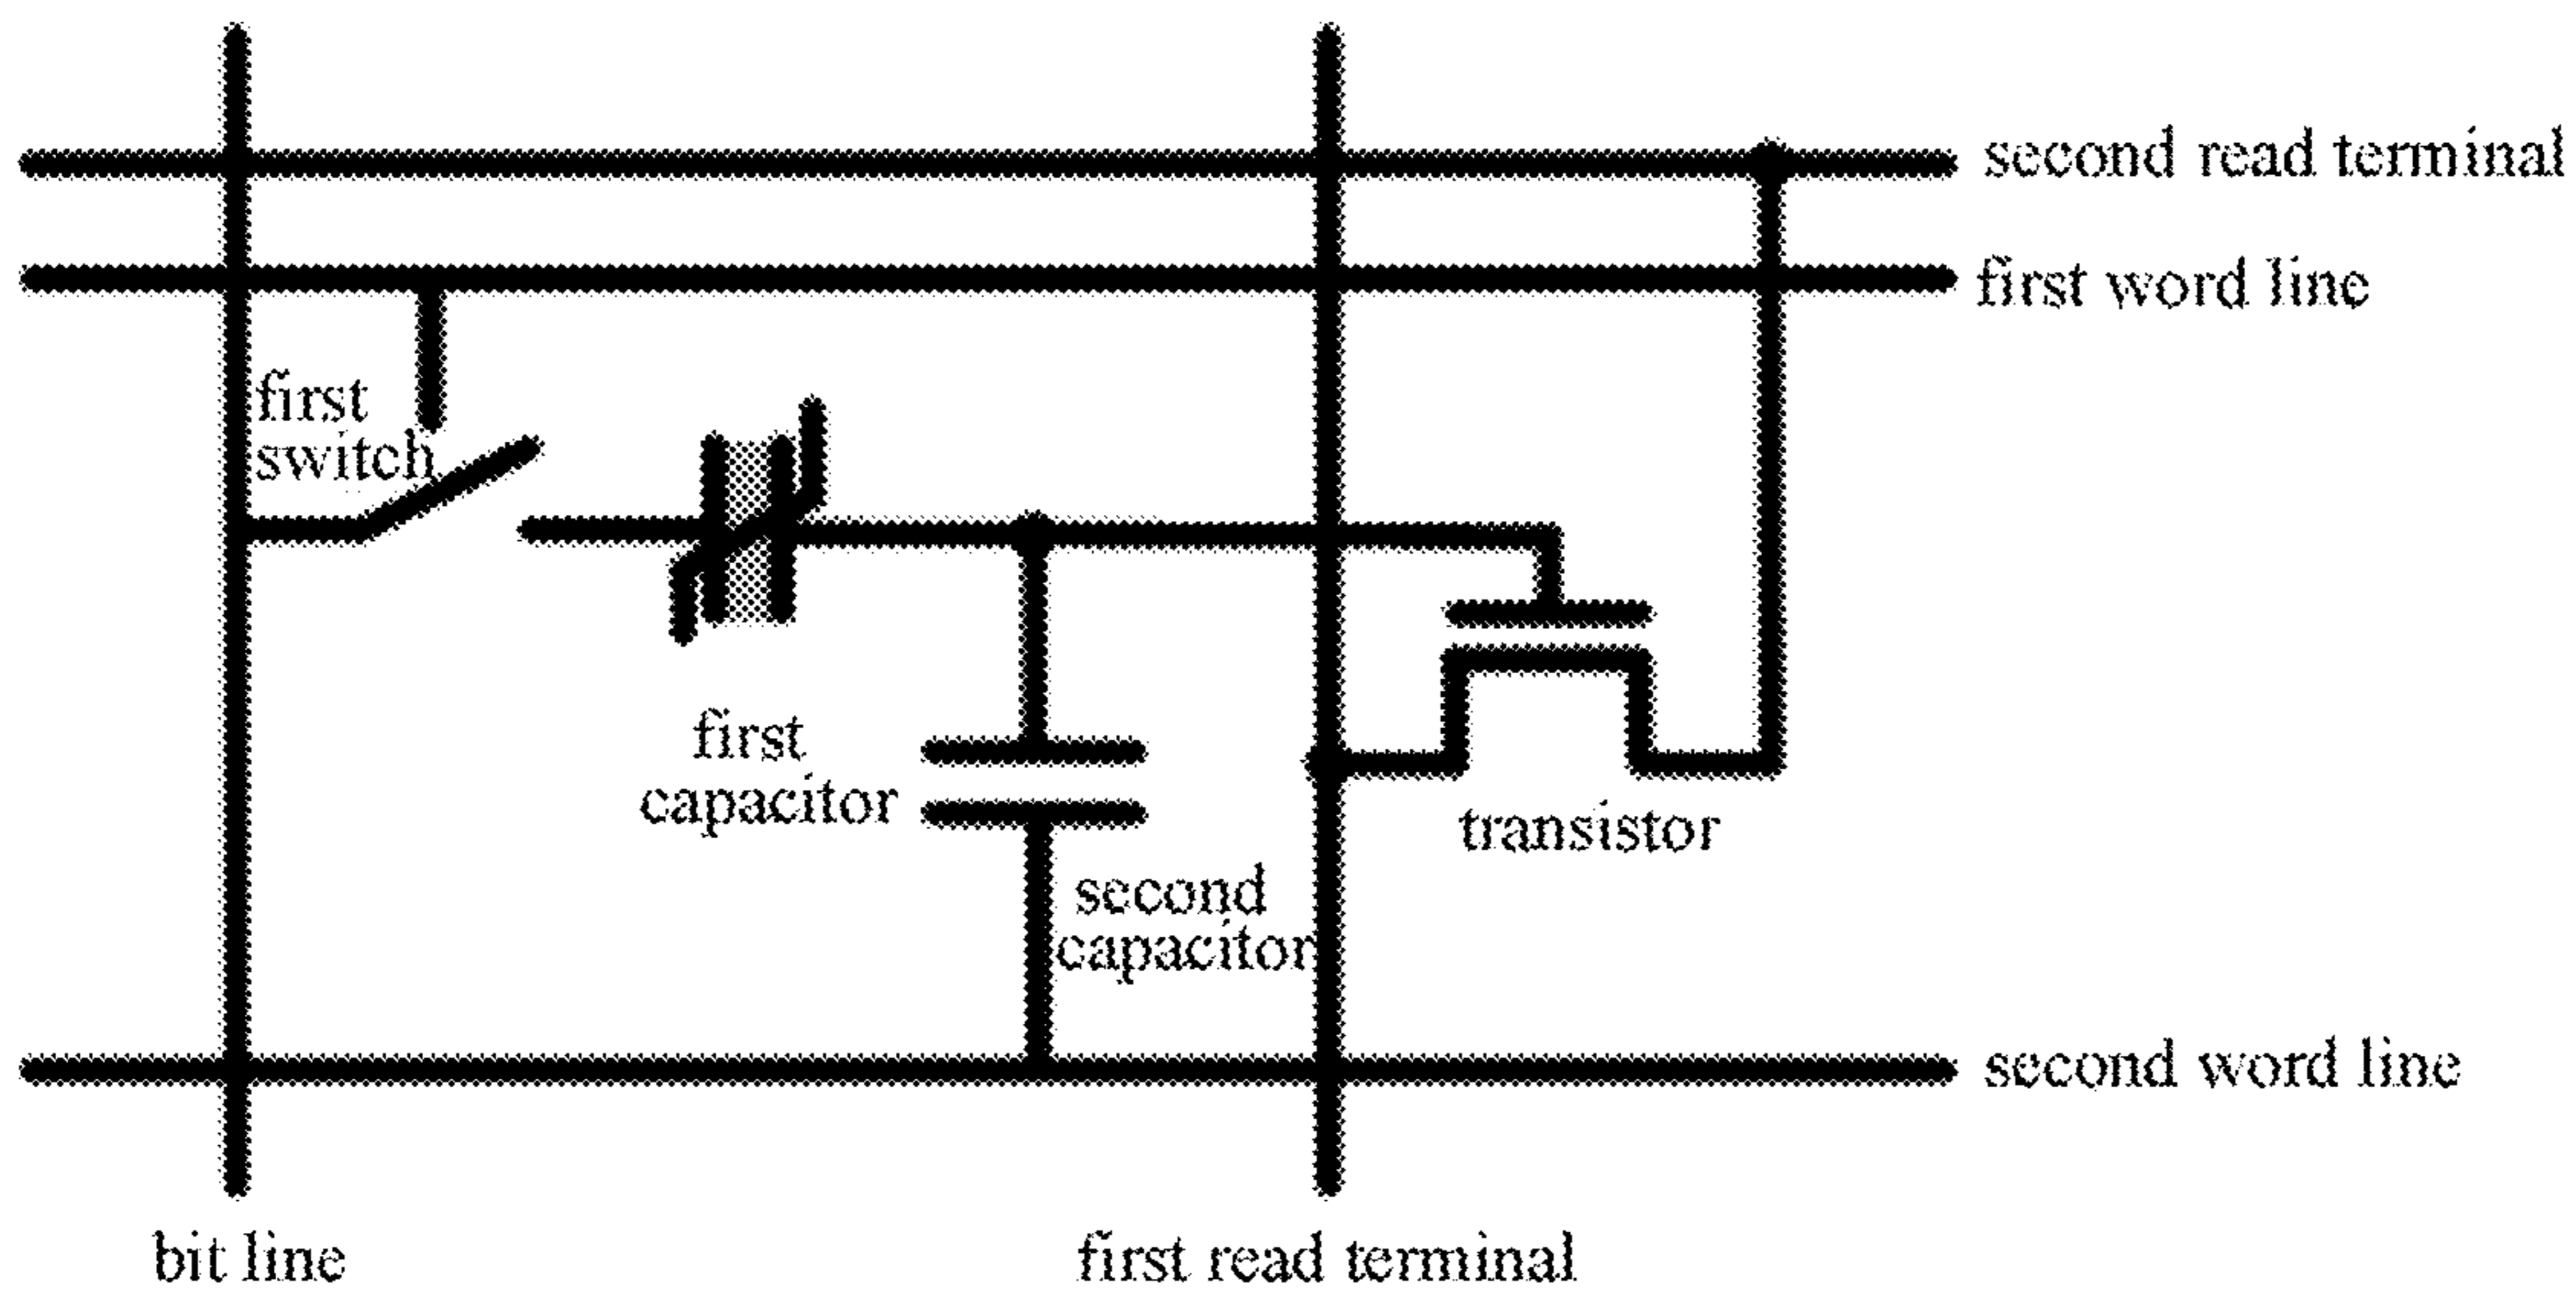 second read terminal
first word line
first
switch
first
capacitor
transistor
second
capacitor
second word line
bit line
first read terminal